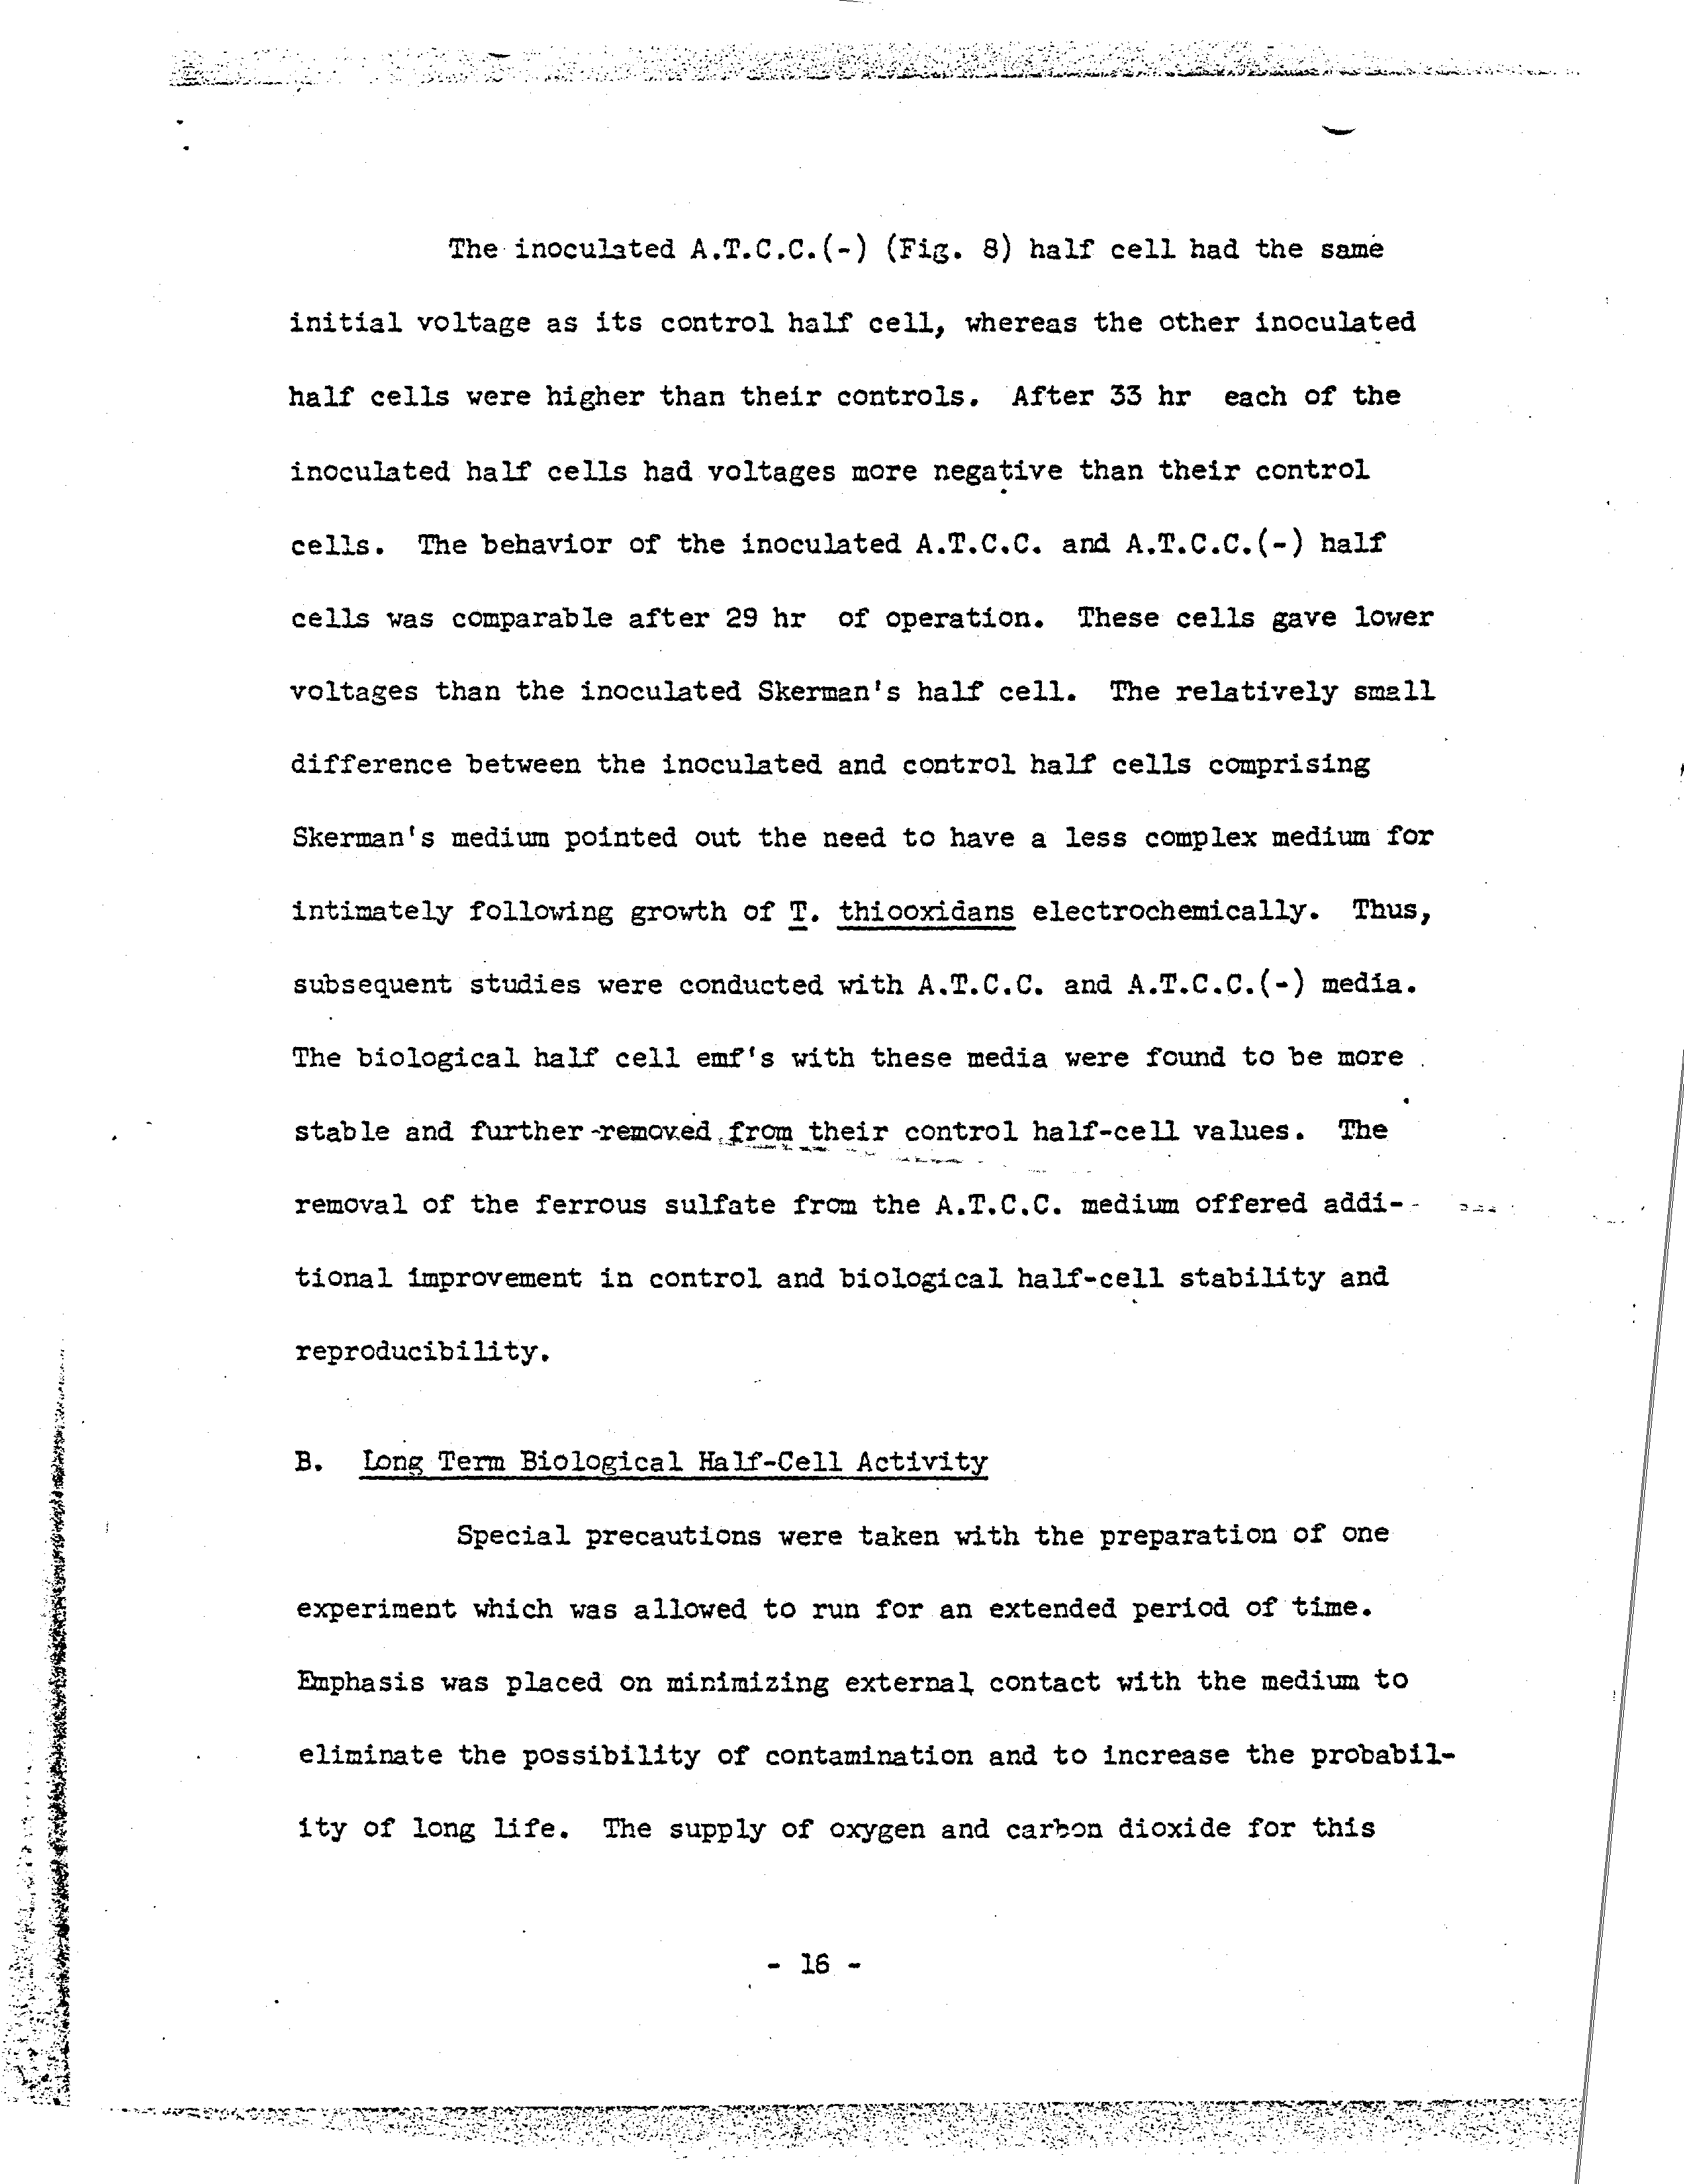 The inoculated A.T.C.C.(-) (Fig. 8) half cell had the same
initial voltage as its control half cell, whereas the other inoculated
half cells were higher than their controls. After 33 hr each of the
inoculated half cells had voltages more negative than their control
cells. The behavior of the inoculated A.T.C.C. and A.T.C.C.(-) half
cells was comparable after 29 hr of operation. These cells gave lower
voltages than the inoculated Skerman's half cell. The relatively small
difference between the inoculated and control half cells comprising
Skerman's medium pointed out the need to have a less complex medium for
intimately following growth of T. thiooxidans electrochemically. Thus,
subsequent studies were conducted with A.T.C.C. and A.T.C.C.(-) media.
The biological half cell emf's with these media were found to be more
stable and further removed from their control half-cell values. The
removal of the ferrous sulfate from the A.T.C.C. medium offered addi-
tional improvement in control and biological half-cell stability and
reproducibility.
B. Long Term Biological Half-Cell Activity
Special precautions were taken with the preparation of one
experiment which was allowed to run for an extended period of time.
Emphasis was placed on minimizing external contact with the medium to
eliminate the possibility of contamination and to increase the probabil-
ity of long life. The supply of oxygen and carbon dioxide for this
- 16 -